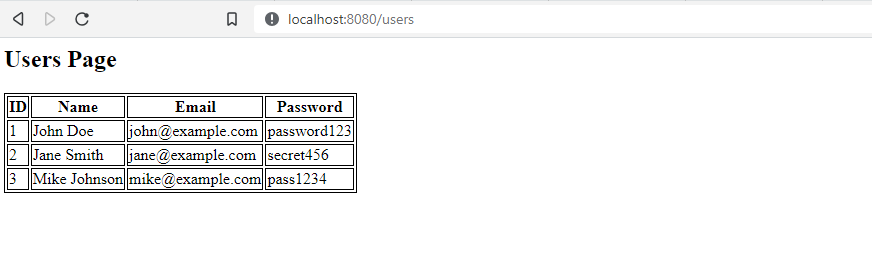 localhost:8080/users
Users Page
ID Name Email Password
1 John Doe john@example.com password123
2 Jane Smith jane@example.com secret456
3 Mike Johnson mike@example.com pass1234